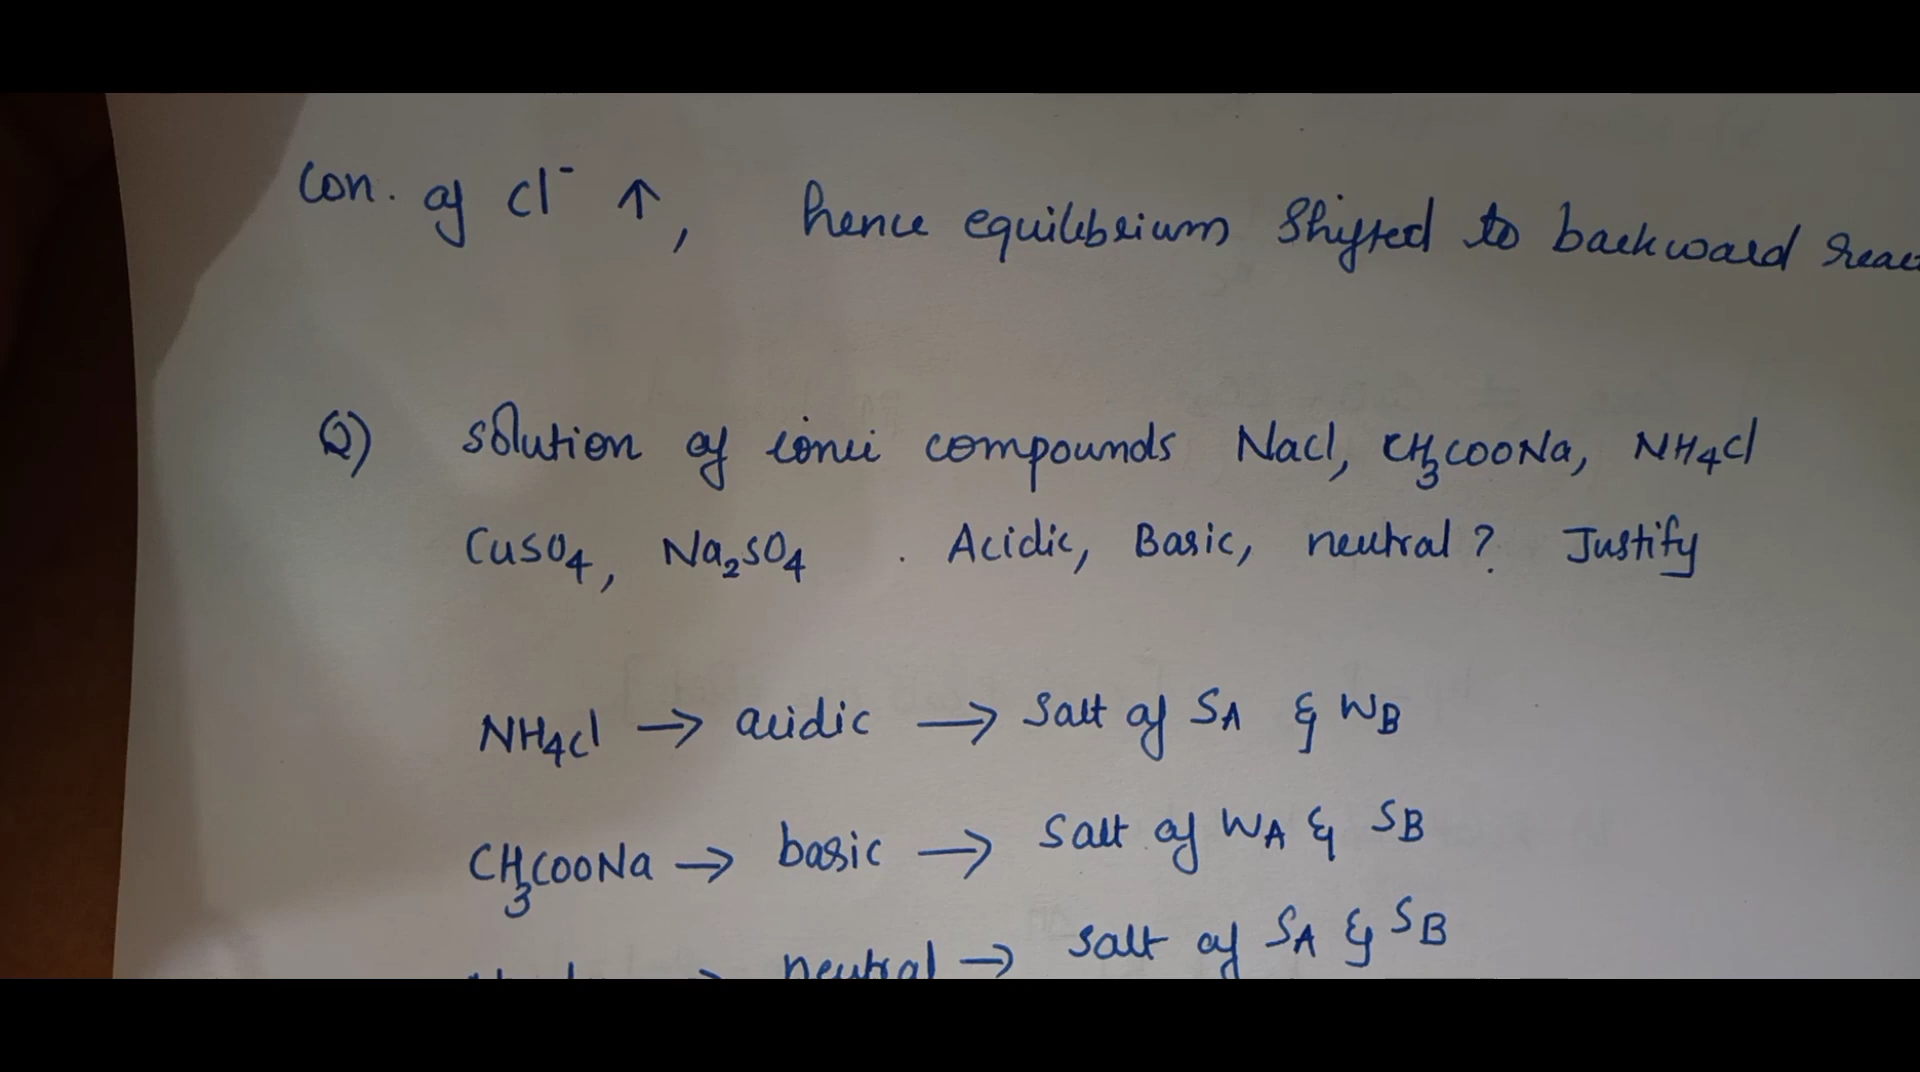 Con. of Cl⁻ ↑, hence equilibrium shifted to backward
Q) solution of ionic compounds NaCl, CH₃COONa, NH₄Cl
CuSO₄, Na₂SO₄ . Acidic, Basic, neutral? Justify
NH₄Cl → acidic → Salt of SA & WB
CH₃COONa → basic → Salt of WA & SB
neutral → Salt of SA & SB